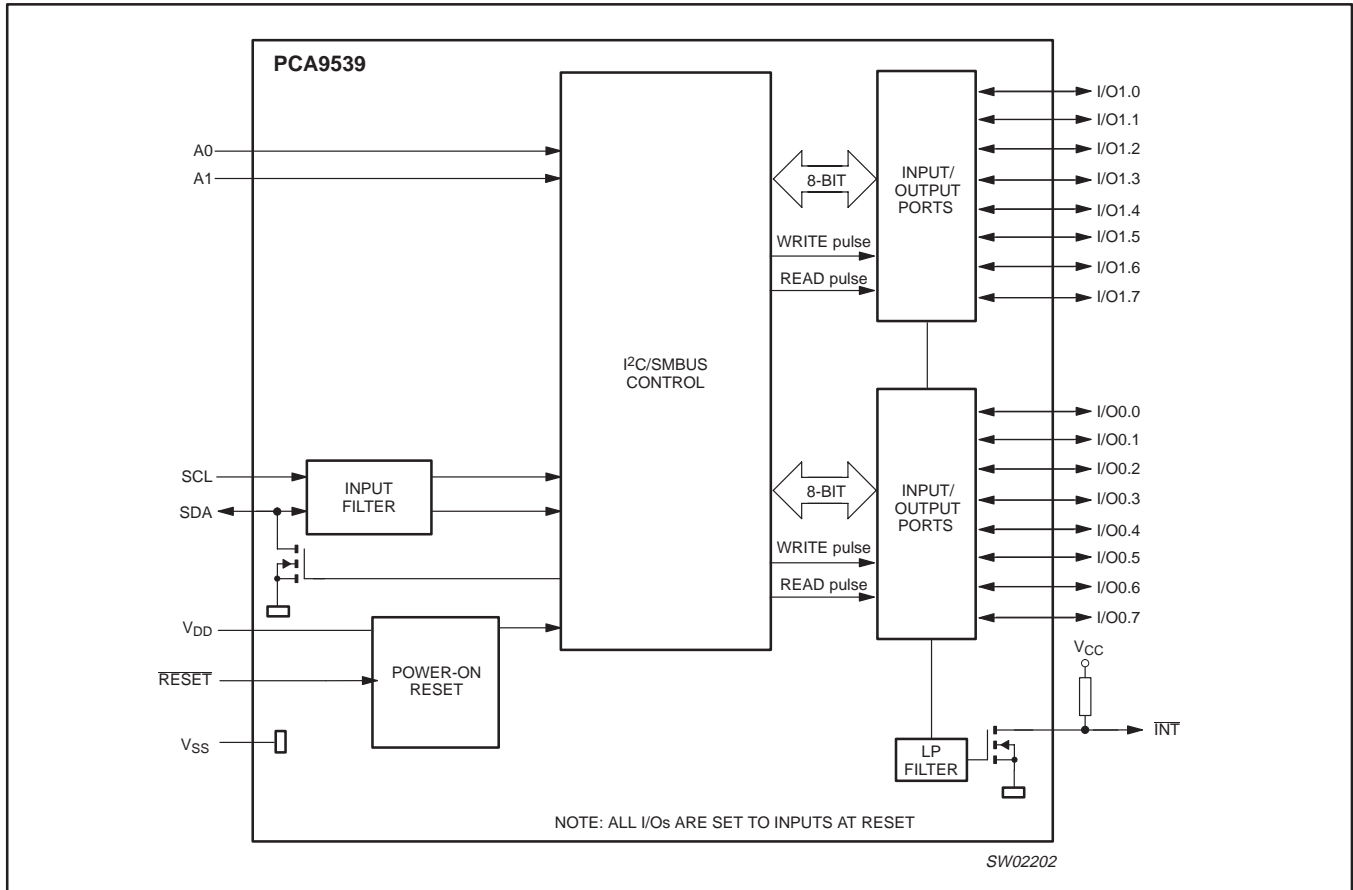 PCA9539
A0
A1
SCL
SDA
VDD
RESET
VSS
INPUT
FILTER
POWER-ON
RESET
I2C/SMBUS
CONTROL
8-BIT
WRITE pulse
READ pulse
INPUT/
OUTPUT
PORTS
I/O1.0
I/O1.1
I/O1.2
I/O1.3
I/O1.4
I/O1.5
I/O1.6
I/O1.7
8-BIT
WRITE pulse
READ pulse
INPUT/
OUTPUT
PORTS
I/O0.0
I/O0.1
I/O0.2
I/O0.3
I/O0.4
I/O0.5
I/O0.6
I/O0.7
VCC
INT
LP
FILTER
NOTE: ALL I/Os ARE SET TO INPUTS AT RESET
SW02202